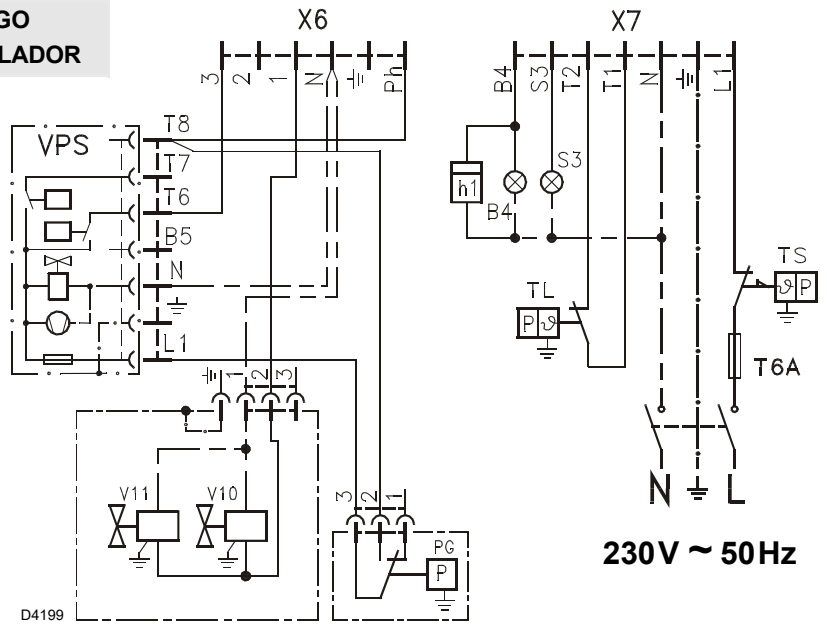 GO
LADOR
X6
3
2
1
N
Ph
X7
B4
S3
T2
T1
N
L1
VPS
T8
T7
T6
B5
N
L1
h1
B4
S3
TL
P ϑ
TS
ϑ P
T6A
1
2
3
V11
V10
3
2
1
PG
P
N
L
230V ~ 50Hz
D4199